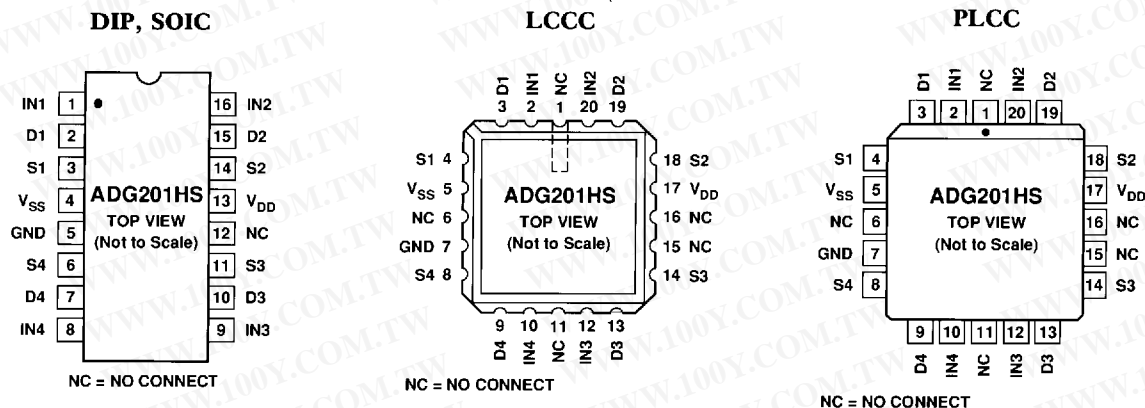 DIP, SOIC
IN1 1 16 IN2
D1 2 15 D2
S1 3 14 S2
VSS 4 13 VDD
GND 5 12 NC
S4 6 11 S3
D4 7 10 D3
IN4 8 9 IN3
ADG201HS
TOP VIEW
(Not to Scale)
NC = NO CONNECT
LCCC
D1 IN1 NC IN2 D2
3 2 1 20 19
S1 4 18 S2
VSS 5 17 VDD
NC 6 16 NC
GND 7 15 NC
S4 8 14 S3
ADG201HS
TOP VIEW
(Not to Scale)
9 10 11 12 13
D4 IN4 NC IN3 D3
NC = NO CONNECT
PLCC
D1 IN1 NC IN2 D2
3 2 1 20 19
S1 4 18 S2
VSS 5 17 VDD
NC 6 16 NC
GND 7 15 NC
S4 8 14 S3
ADG201HS
TOP VIEW
(Not to Scale)
9 10 11 12 13
D4 IN4 NC IN3 D3
NC = NO CONNECT
WWW.100Y.COM.TW